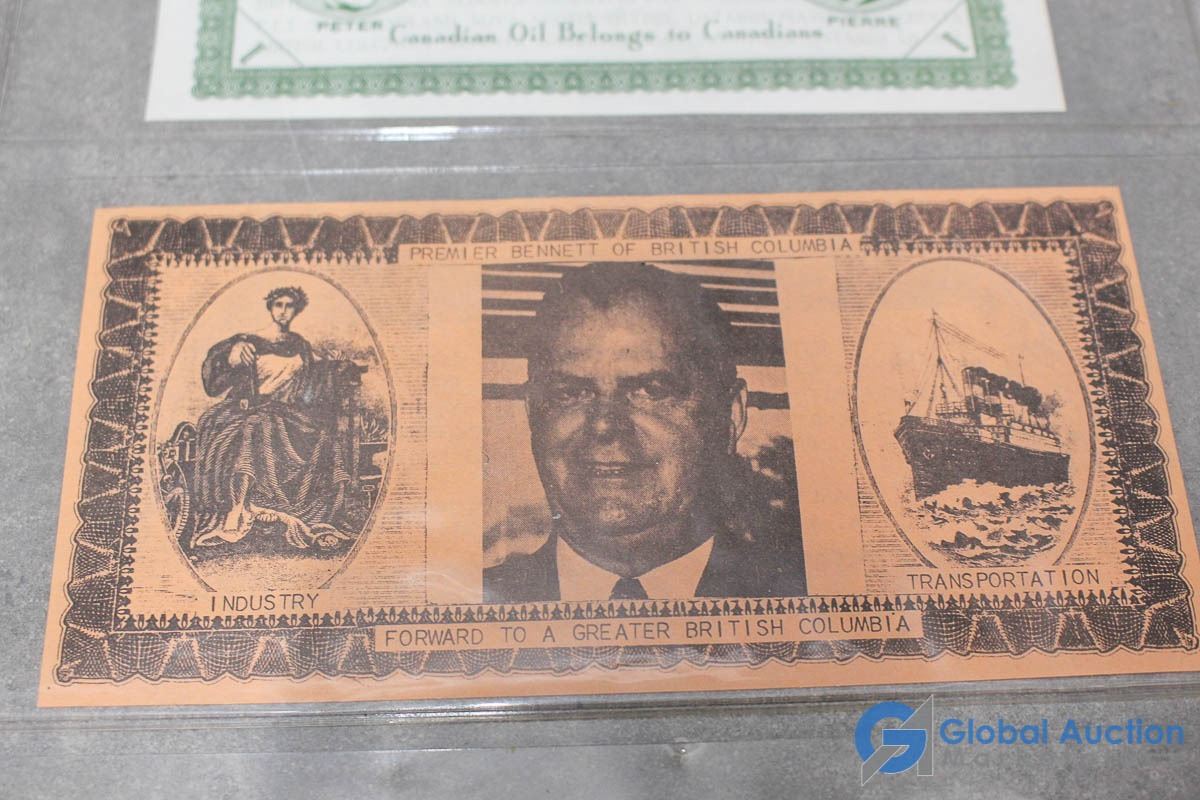 PETER
PIERRE
Canadian Oil Belongs to Canadians
PREMIER BENNETT OF BRITISH COLUMBIA
INDUSTRY
TRANSPORTATION
FORWARD TO A GREATER BRITISH COLUMBIA
Global Auction